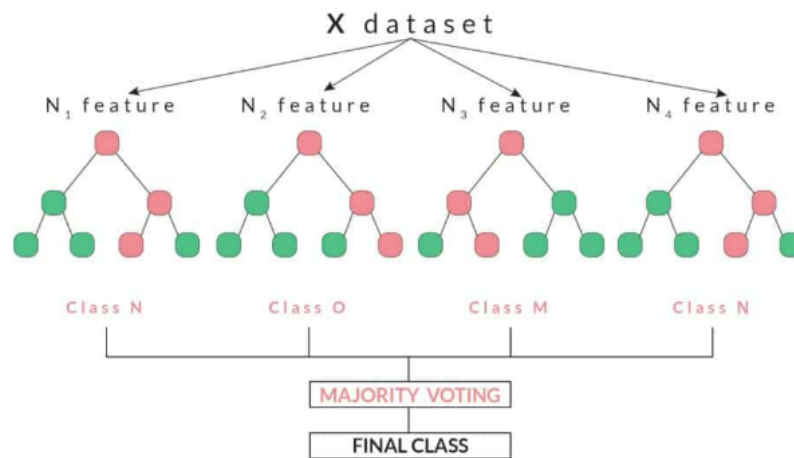 X dataset
N₁ feature N₂ feature N₃ feature N₄ feature
Class N Class O Class M Class N
MAJORITY VOTING
FINAL CLASS